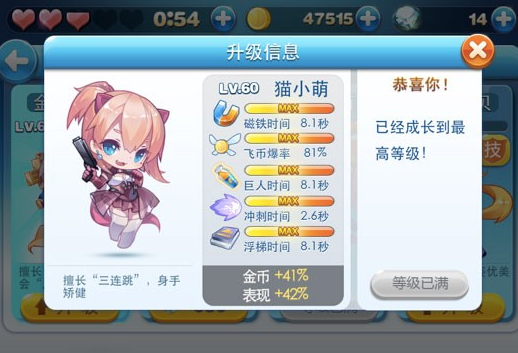 0:54
47515
14
升级信息
LV.60 猫小萌
MAX
磁铁时间 8.1秒
MAX
飞币爆率 81%
MAX
巨人时间 8.1秒
MAX
冲刺时间 2.6秒
MAX
浮梯时间 8.1秒
金币 +41%
表现 +42%
擅长“三连跳”，身手
矫健
恭喜你！
已经成长到最
高等级！
等级已满